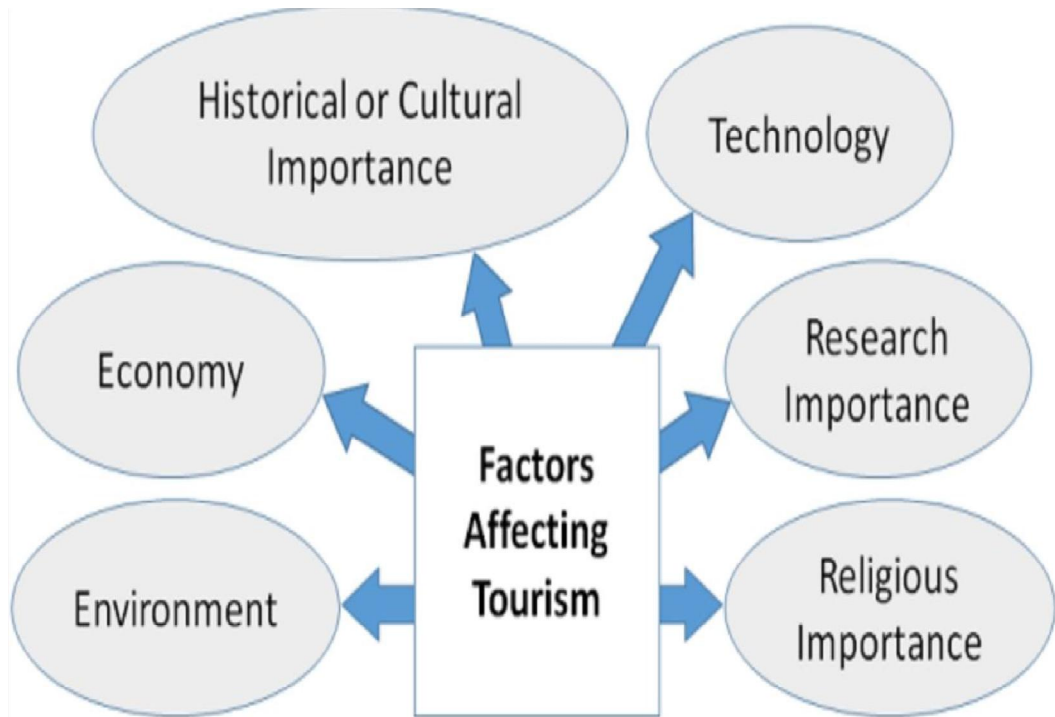 Historical or Cultural
Importance
Technology
Economy
Research
Importance
Factors
Affecting
Tourism
Environment
Religious
Importance